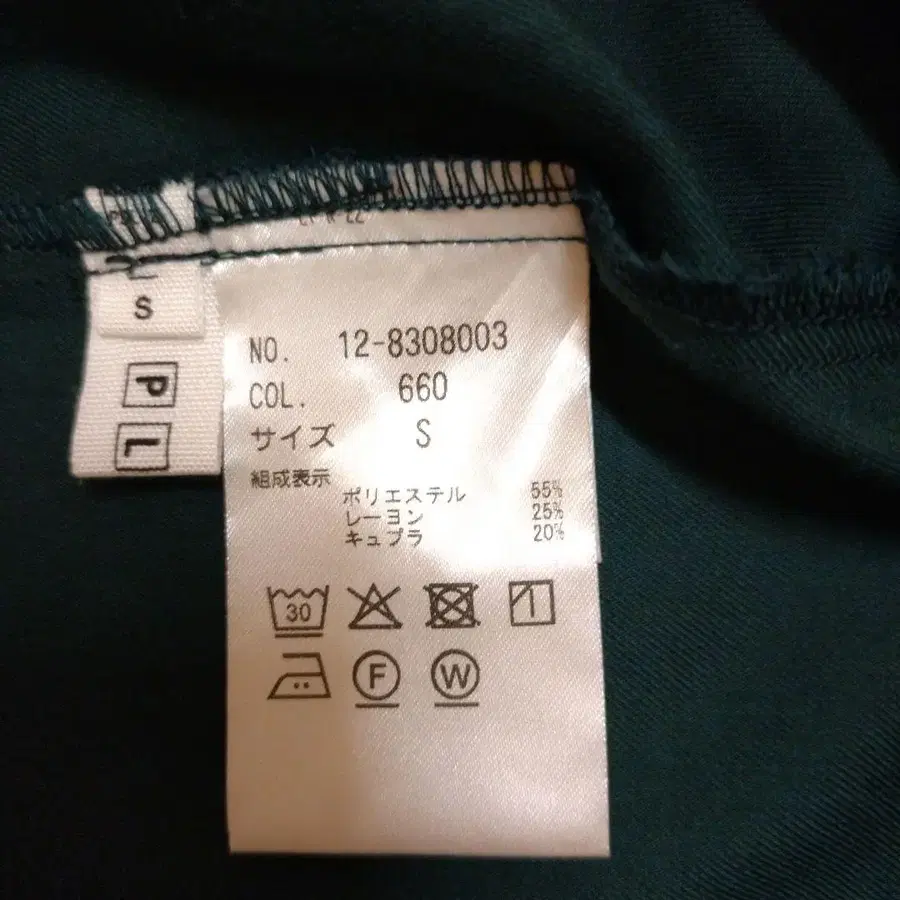 S
P
L
NO. 12-8308003
COL. 660
サイズ S
組成表示
ポリエステル 55%
レーヨン 25%
キュプラ 20%
30
F W